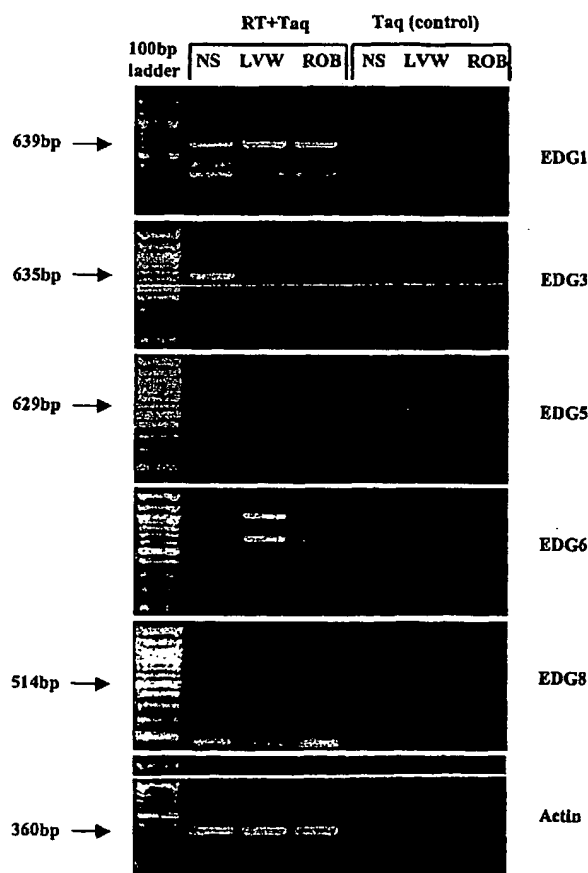 RT+Taq Taq (control)
100bp ladder NS LVW ROB NS LVW ROB
639bp EDG1
635bp EDG3
629bp EDG5
EDG6
514bp EDG8
Actin
360bp